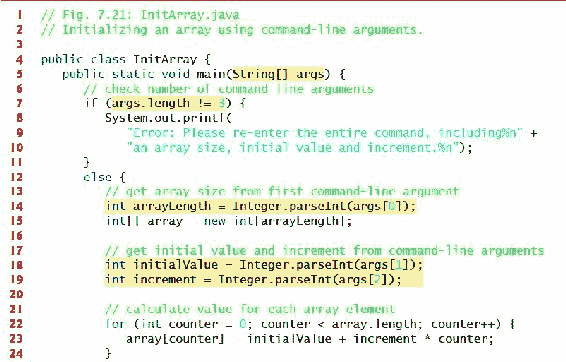 1 // Fig. 7.21: InitArray.java
2 // Initializing an array using command-line arguments.
3
4 public class InitArray {
5 public static void main(String[] args) {
6 // check number of command line arguments
7 if (args.length != 3) {
8 System.out.printf(
9 "Error: Please re-enter the entire command, including%n" +
10 "an array size, initial value and increment.%n");
11 }
12 else {
13 // get array size from first command-line argument
14 int arrayLength = Integer.parseInt(args[0]);
15 int[] array = new int[arrayLength];
16
17 // get initial value and increment from command-line arguments
18 int initialValue = Integer.parseInt(args[1]);
19 int increment = Integer.parseInt(args[2]);
20
21 // calculate value for each array element
22 for (int counter = 0; counter < array.length; counter++) {
23 array[counter] = initialValue + increment * counter;
24 }